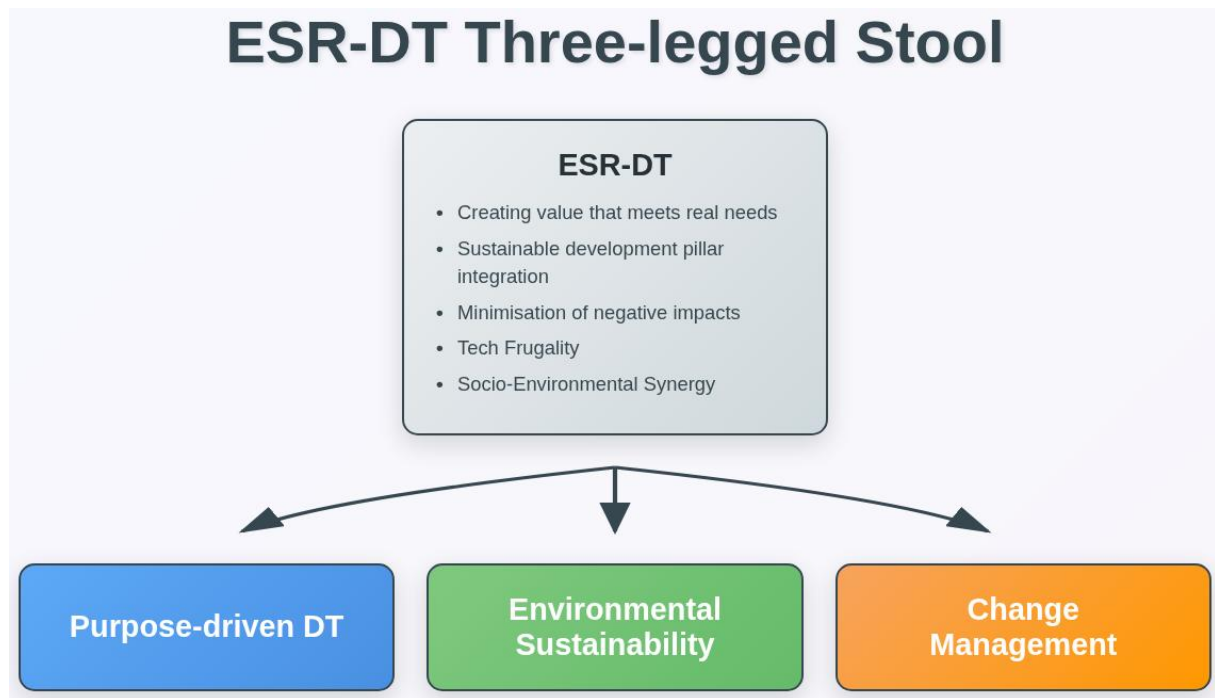 ESR-DT Three-legged Stool
ESR-DT
• Creating value that meets real needs
• Sustainable development pillar
integration
• Minimisation of negative impacts
• Tech Frugality
• Socio-Environmental Synergy
Purpose-driven DT
Environmental
Sustainability
Change
Management